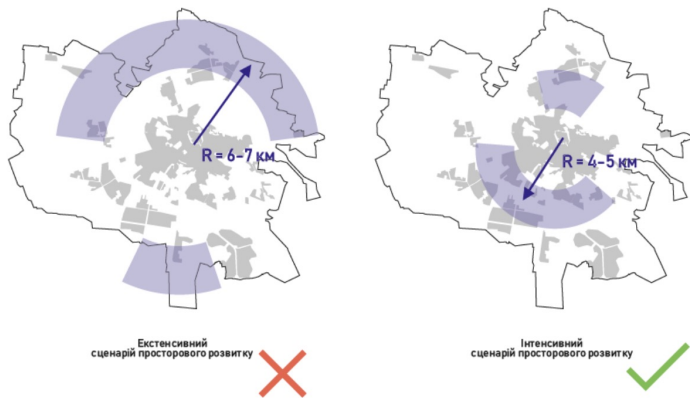 R = 6–7 км
R = 4–5 км
Екстенсивний
сценарій просторового розвитку
Інтенсивний
сценарій просторового розвитку